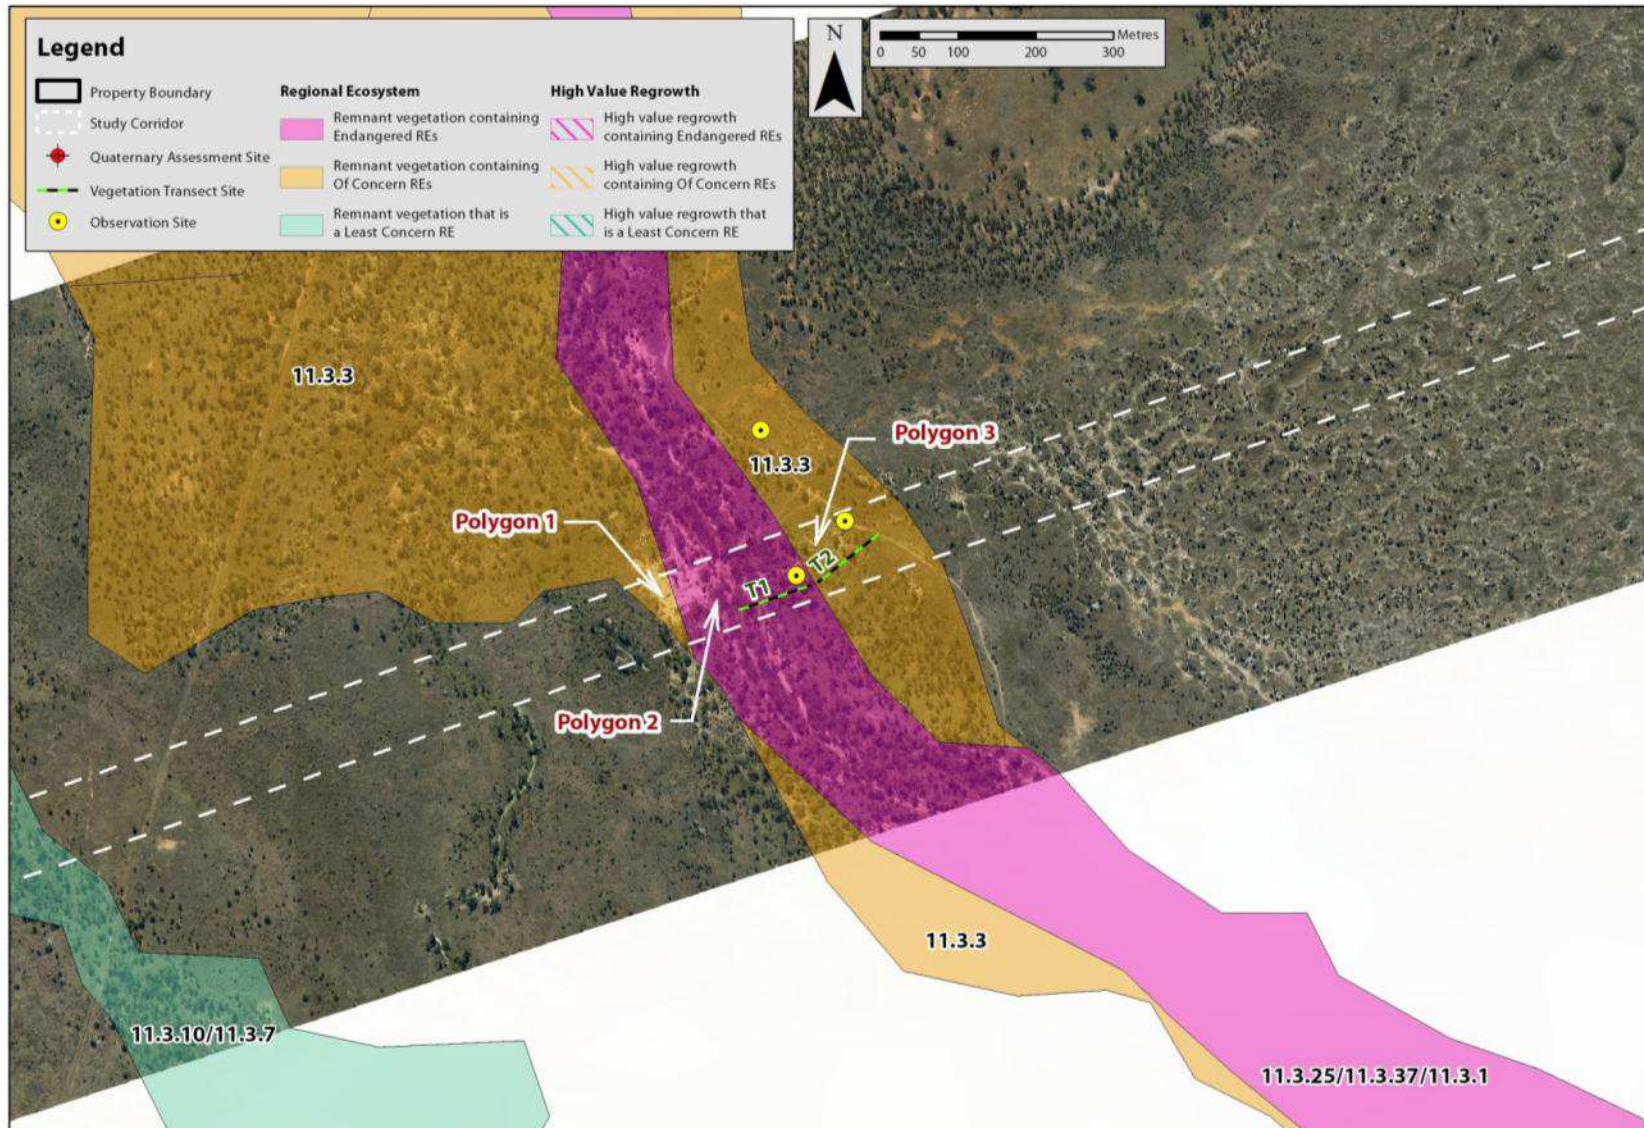 Legend
Property Boundary
Study Corridor
Quaternary Assessment Site
Vegetation Transect Site
Observation Site
Regional Ecosystem
Remnant vegetation containing
Endangered REs
Remnant vegetation containing
Of Concern REs
Remnant vegetation that is
a Least Concern RE
High Value Regrowth
High value regrowth
containing Endangered REs
High value regrowth
containing Of Concern REs
High value regrowth that
is a Least Concern RE
N
Metres
0 50 100 200 300
11.3.3
Polygon 3
11.3.3
Polygon 1
T2
T1
Polygon 2
11.3.3
11.3.10/11.3.7
11.3.25/11.3.37/11.3.1